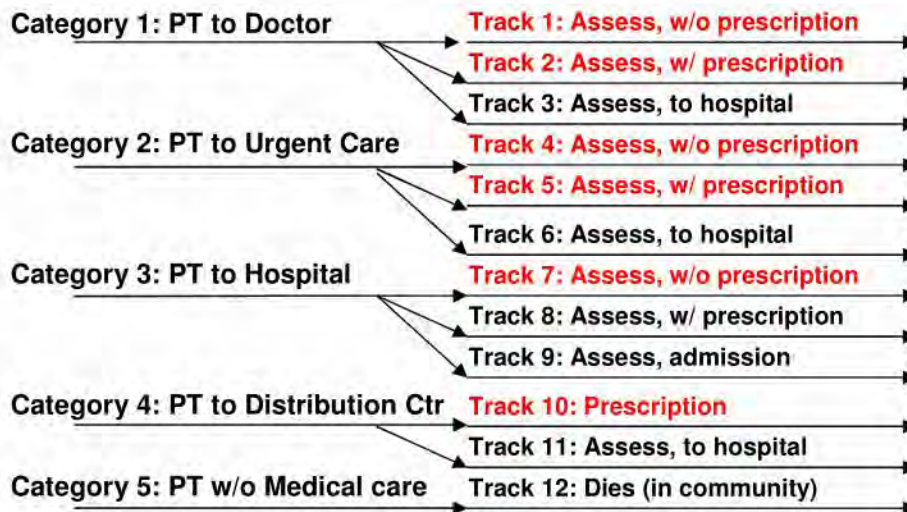 Category 1: PT to Doctor
Track 1: Assess, w/o prescription
Track 2: Assess, w/ prescription
Track 3: Assess, to hospital
Category 2: PT to Urgent Care
Track 4: Assess, w/o prescription
Track 5: Assess, w/ prescription
Track 6: Assess, to hospital
Category 3: PT to Hospital
Track 7: Assess, w/o prescription
Track 8: Assess, w/ prescription
Track 9: Assess, admission
Category 4: PT to Distribution Ctr
Track 10: Prescription
Track 11: Assess, to hospital
Category 5: PT w/o Medical care
Track 12: Dies (in community)